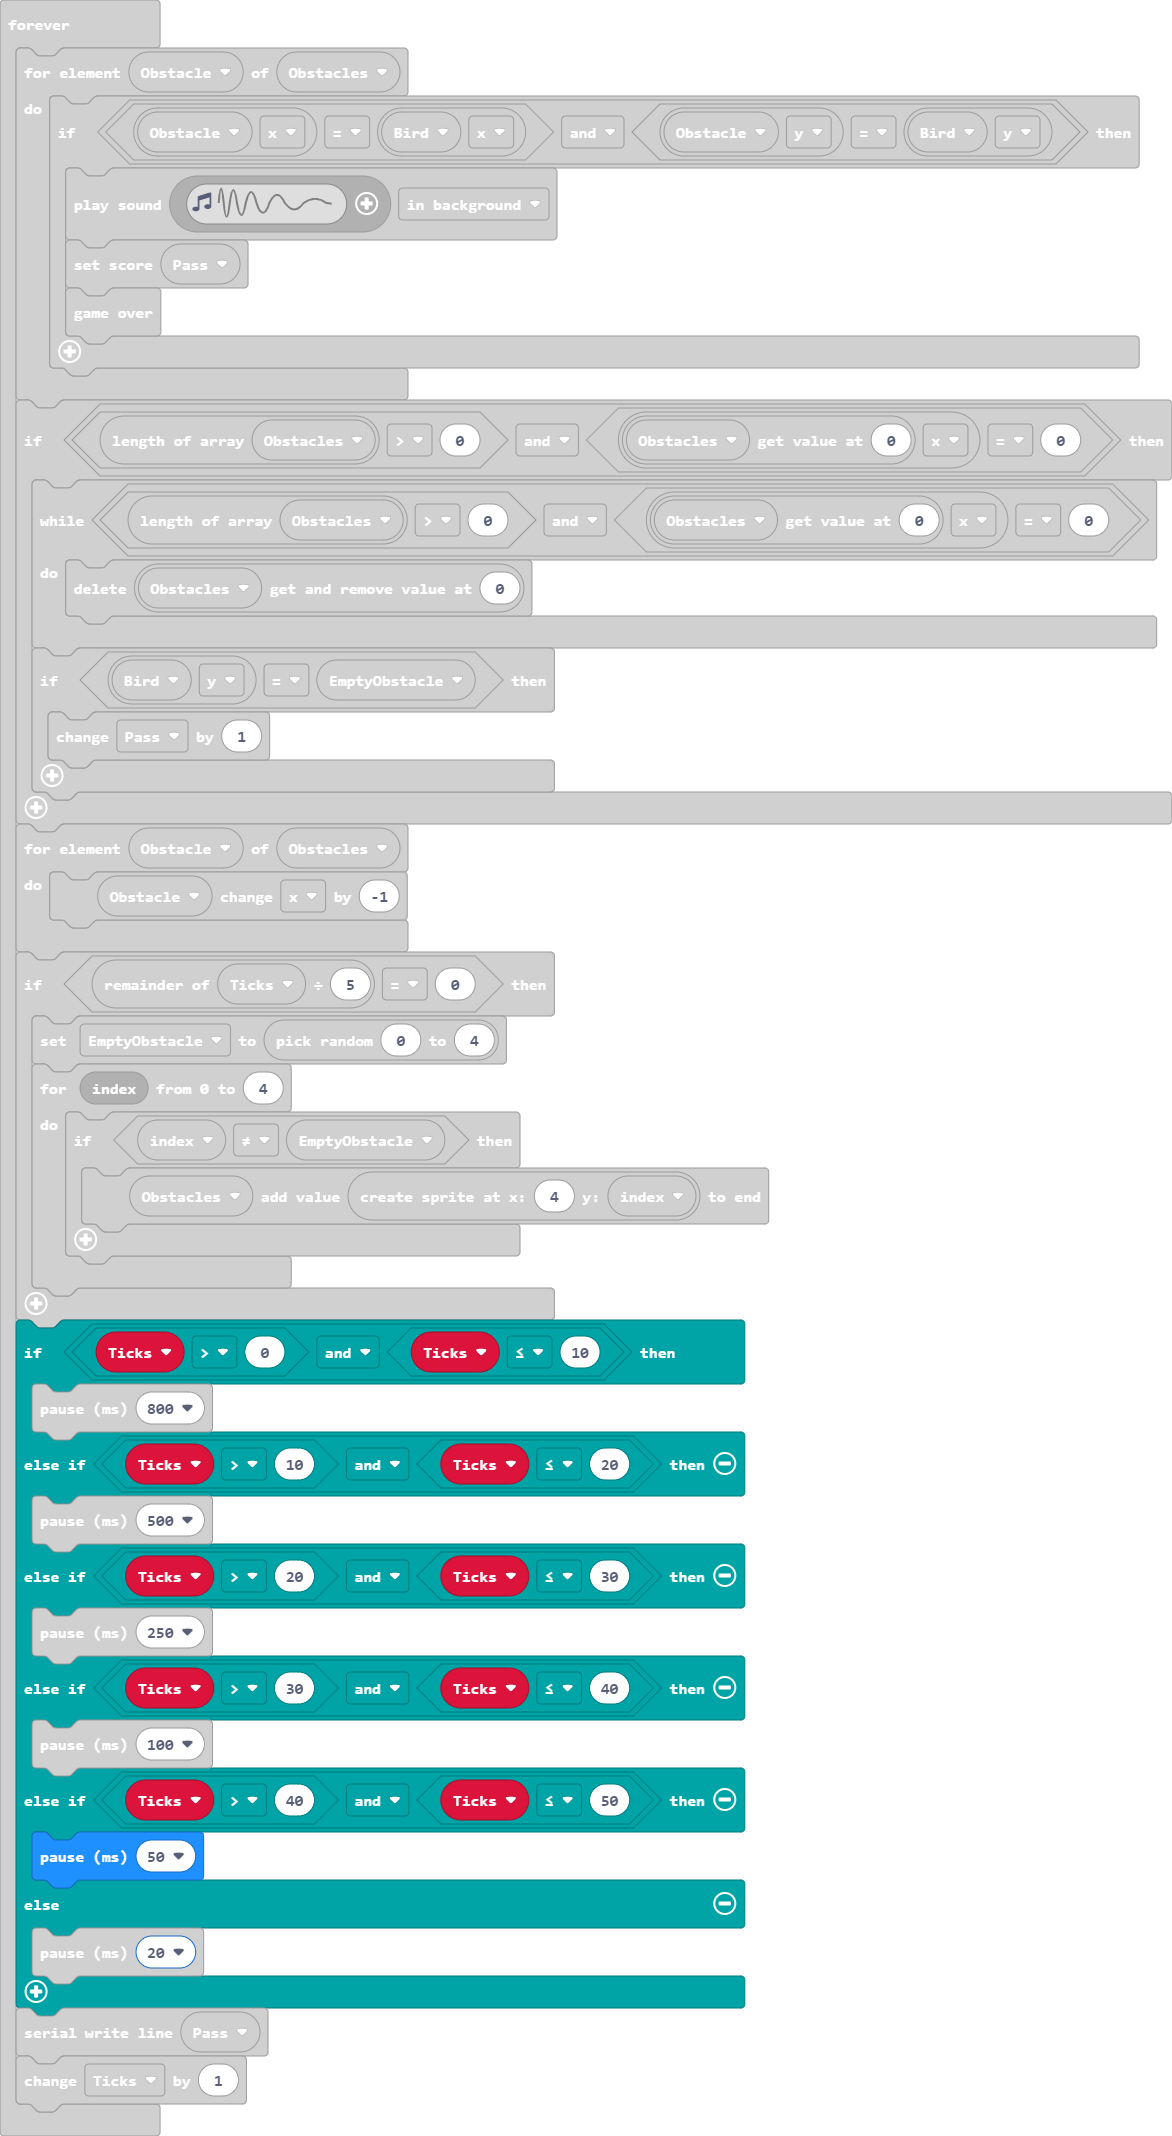 forever
for element Obstacle of Obstacles
do
if Obstacle x = Bird x and Obstacle y = Bird y then
play sound in background
set score Pass
game over
if length of array Obstacles > 0 and Obstacles get value at 0 x = 0 then
while length of array Obstacles > 0 and Obstacles get value at 0 x = 0
do
delete Obstacles get and remove value at 0
if Bird y = EmptyObstacle then
change Pass by 1
for element Obstacle of Obstacles
do
Obstacle change x by -1
if remainder of Ticks ÷ 5 = 0 then
set EmptyObstacle to pick random 0 to 4
for index from 0 to 4
do
if index ≠ EmptyObstacle then
Obstacles add value create sprite at x: 4 y: index to end
if Ticks > 0 and Ticks ≤ 10 then
pause (ms) 800
else if Ticks > 10 and Ticks ≤ 20 then
pause (ms) 500
else if Ticks > 20 and Ticks ≤ 30 then
pause (ms) 250
else if Ticks > 30 and Ticks ≤ 40 then
pause (ms) 100
else if Ticks > 40 and Ticks ≤ 50 then
pause (ms) 50
else
pause (ms) 20
serial write line Pass
change Ticks by 1